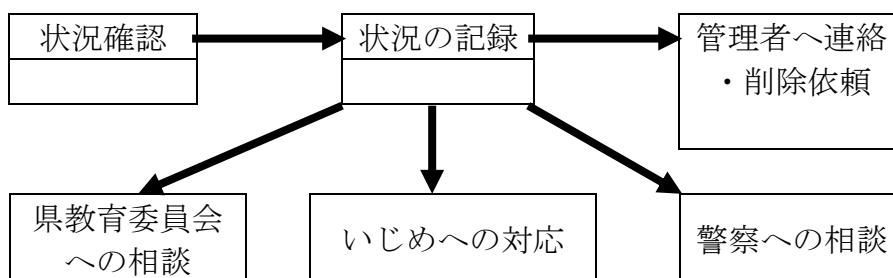 状況確認
状況の記録
管理者へ連絡
・削除依頼
県教育委員会
への相談
いじめへの対応
警察への相談